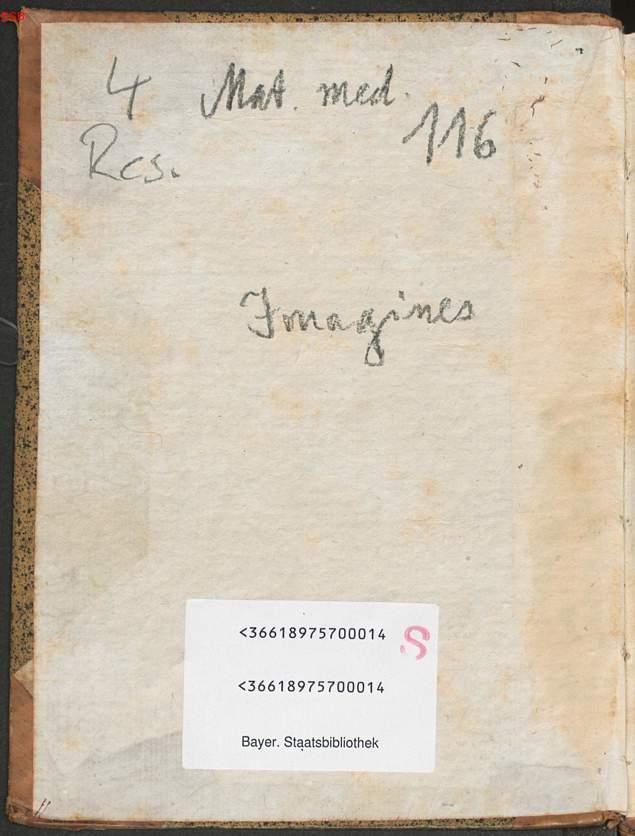 4 Mat. med. 116
Res.
Imagines
<36618975700014 S
<36618975700014
Bayer. Staatsbibliothek